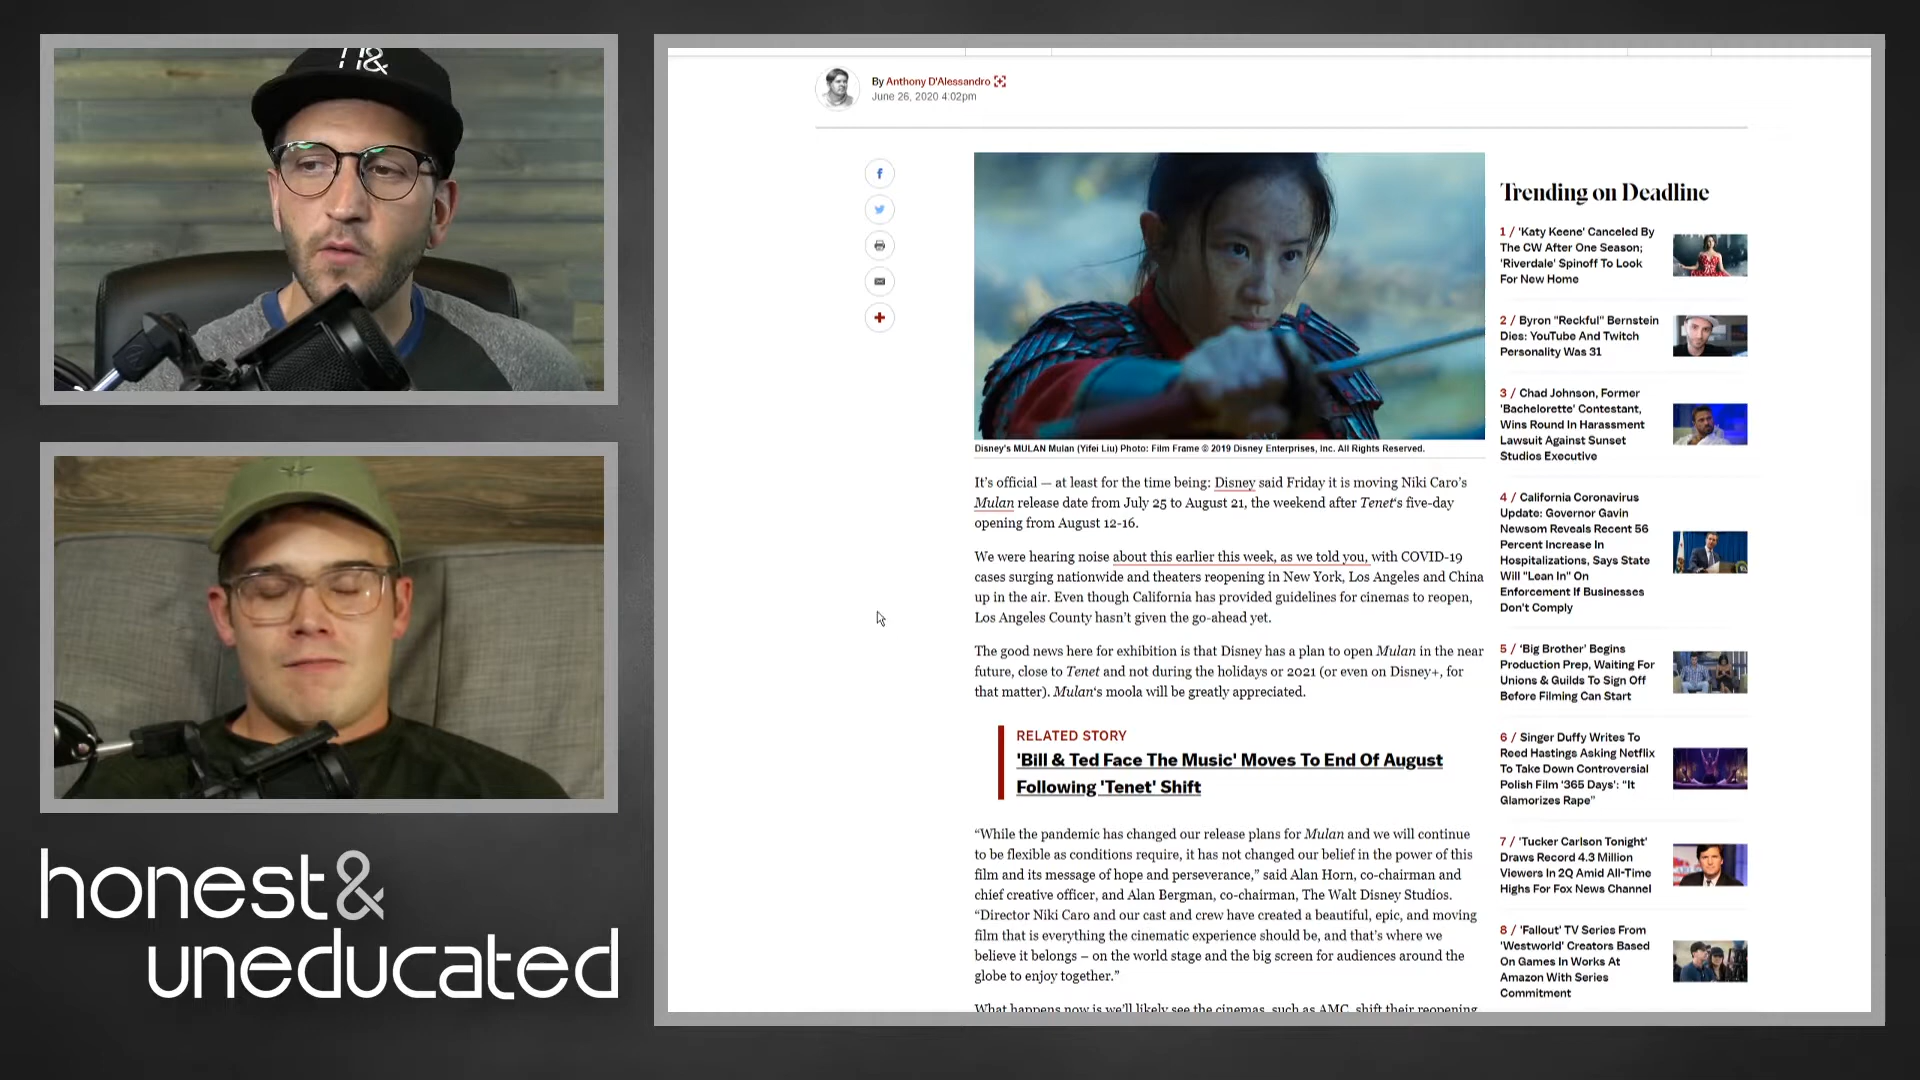 H&
honest&
uneducated
By Anthony D'Alessandro
June 26, 2020 4:02pm
Disney's MULAN Mulan (Yifei Liu) Photo: Film Frame © 2019 Disney Enterprises, Inc. All Rights Reserved.
It's official — at least for the time being: Disney said Friday it is moving Niki Caro's
Mulan release date from July 25 to August 21, the weekend after Tenet's five-day
opening from August 12-16.
We were hearing noise about this earlier this week, as we told you, with COVID-19
cases surging nationwide and theaters reopening in New York, Los Angeles and China
up in the air. Even though California has provided guidelines for cinemas to reopen,
Los Angeles County hasn't given the go-ahead yet.
The good news here for exhibition is that Disney has a plan to open Mulan in the near
future, close to Tenet and not during the holidays or 2021 (or even on Disney+, for
that matter). Mulan's moola will be greatly appreciated.
RELATED STORY
'Bill & Ted Face The Music' Moves To End Of August
Following 'Tenet' Shift
“While the pandemic has changed our release plans for Mulan and we will continue
to be flexible as conditions require, it has not changed our belief in the power of this
film and its message of hope and perseverance,” said Alan Horn, co-chairman and
chief creative officer, and Alan Bergman, co-chairman, The Walt Disney Studios.
“Director Niki Caro and our cast and crew have created a beautiful, epic, and moving
film that is everything the cinematic experience should be, and that's where we
believe it belongs – on the world stage and the big screen for audiences around the
globe to enjoy together.”
What happens now is we'll likely see the cinemas, such as AMC, shift their reopening
Trending on Deadline
1 / 'Katy Keene' Canceled By
The CW After One Season;
'Riverdale' Spinoff To Look
For New Home
2 / Byron "Reckful" Bernstein
Dies: YouTube And Twitch
Personality Was 31
3 / Chad Johnson, Former
'Bachelorette' Contestant,
Wins Round In Harassment
Lawsuit Against Sunset
Studios Executive
4 / California Coronavirus
Update: Governor Gavin
Newsom Reveals Recent 56
Percent Increase In
Hospitalizations, Says State
Will "Lean In" On
Enforcement If Businesses
Don't Comply
5 / 'Big Brother' Begins
Production Prep, Waiting For
Unions & Guilds To Sign Off
Before Filming Can Start
6 / Singer Duffy Writes To
Reed Hastings Asking Netflix
To Take Down Controversial
Polish Film '365 Days': “It
Glamorizes Rape”
7 / 'Tucker Carlson Tonight'
Draws Record 4.3 Million
Viewers In 2Q Amid All-Time
Highs For Fox News Channel
8 / 'Fallout' TV Series From
'Westworld' Creators Based
On Games In Works At
Amazon With Series
Commitment